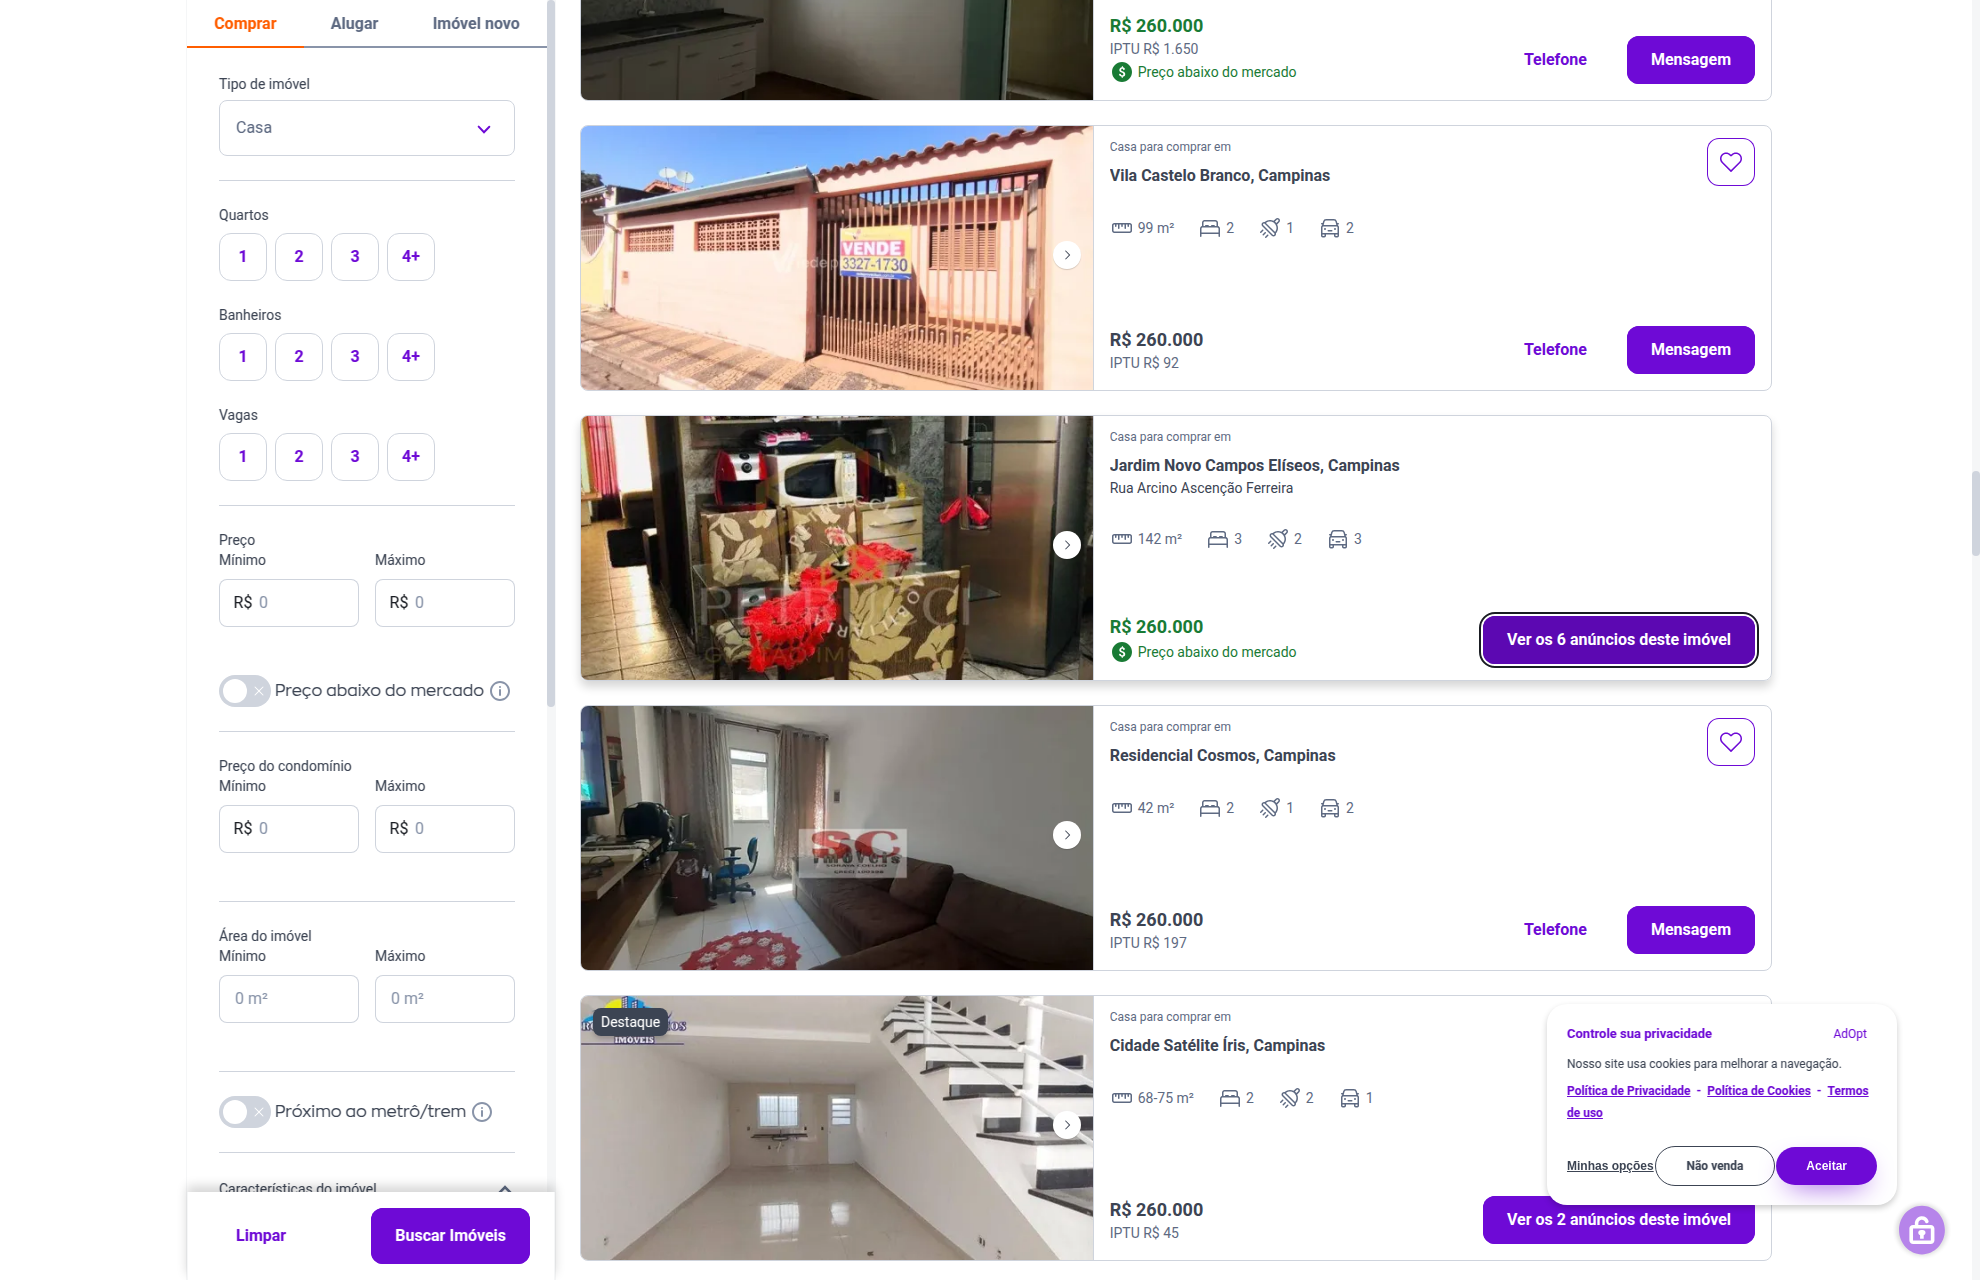 Comprar
Alugar
Imóvel novo
Tipo de imóvel
Casa
Quartos
1
2
3
4+
Banheiros
1
2
3
4+
Vagas
1
2
3
4+
Preço
Mínimo
Máximo
R$ 0
R$ 0
Preço abaixo do mercado
Preço do condomínio
Mínimo
Máximo
R$ 0
R$ 0
Área do imóvel
Mínimo
Máximo
0 m²
0 m²
Próximo ao metrô/trem
Características do imóvel
Limpar
Buscar Imóveis
R$ 260.000
IPTU R$ 1.650
Preço abaixo do mercado
Telefone
Mensagem
VENDE
3327-1730
Casa para comprar em
Vila Castelo Branco, Campinas
99 m²
2
1
2
R$ 260.000
IPTU R$ 92
Telefone
Mensagem
PETRUCCI
Casa para comprar em
Jardim Novo Campos Elíseos, Campinas
Rua Arcino Ascenção Ferreira
142 m²
3
2
3
R$ 260.000
Preço abaixo do mercado
Ver os 6 anúncios deste imóvel
SC
IMÓVEIS
Casa para comprar em
Residencial Cosmos, Campinas
42 m²
2
1
2
R$ 260.000
IPTU R$ 197
Telefone
Mensagem
Destaque
IMOVEIS
Casa para comprar em
Cidade Satélite Íris, Campinas
68-75 m²
2
2
1
R$ 260.000
IPTU R$ 45
Ver os 2 anúncios deste imóvel
Controle sua privacidade
AdOpt
Nosso site usa cookies para melhorar a navegação.
Política de Privacidade - Política de Cookies - Termos
de uso
Minhas opções
Não venda
Aceitar